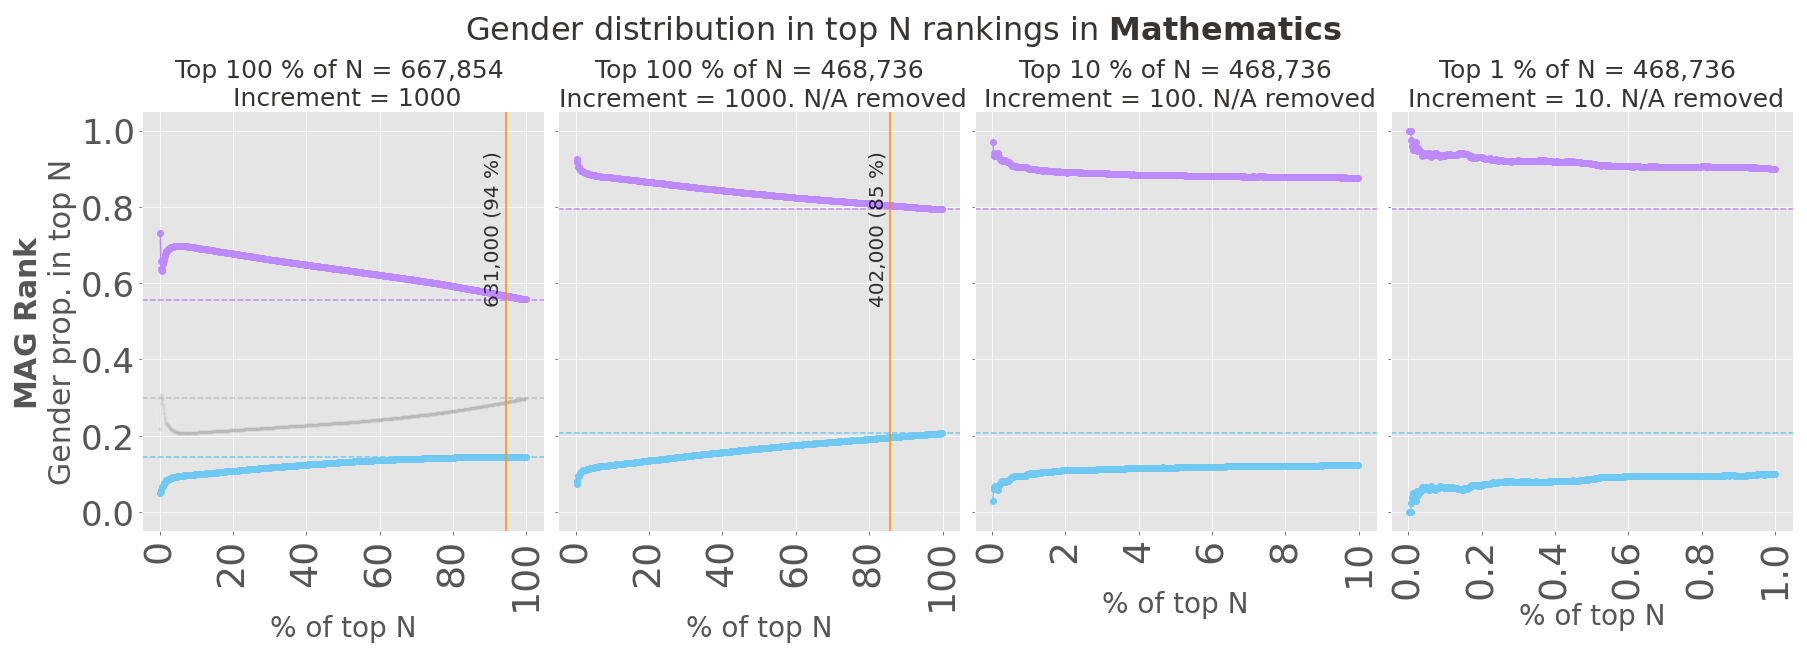 Gender distribution in top N rankings in Mathematics
Top 100 % of N = 667,854
Increment = 1000
Top 100 % of N = 468,736
Increment = 1000. N/A removed
Top 10 % of N = 468,736
Increment = 100. N/A removed
Top 1 % of N = 468,736
Increment = 10. N/A removed
MAG Rank
Gender prop. in top N
1.0
0.8
0.6
0.4
0.2
0.0
631,000 (94 %)
402,000 (85 %)
0 20 40 60 80 100
0 20 40 60 80 100
0 2 4 6 8 10
0.0 0.2 0.4 0.6 0.8 1.0
% of top N
% of top N
% of top N
% of top N